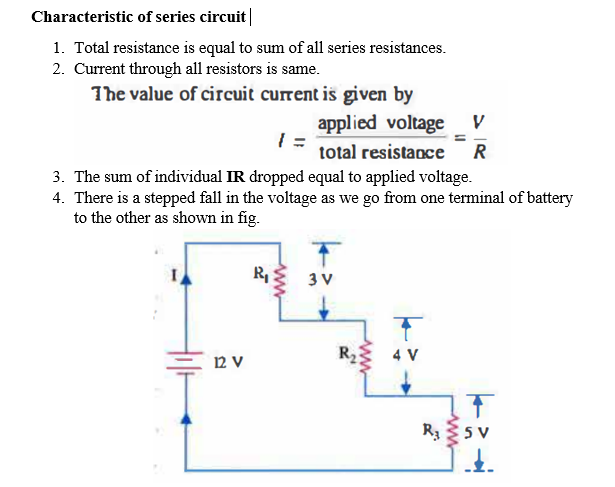 Characteristic of series circuit
1. Total resistance is equal to sum of all series resistances.
2. Current through all resistors is same.
The value of circuit current is given by
I = applied voltage / total resistance = V / R
3. The sum of individual IR dropped equal to applied voltage.
4. There is a stepped fall in the voltage as we go from one terminal of battery
to the other as shown in fig.
I R₁ 3 V
12 V R₂ 4 V
R₃ 5 V